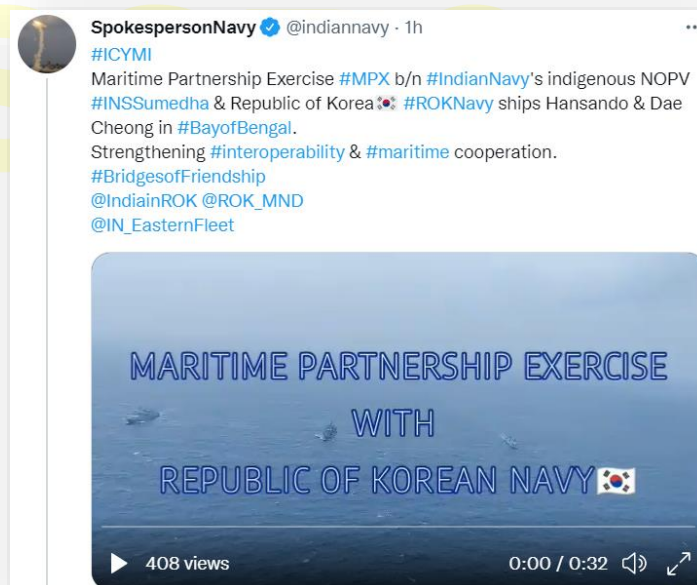 SpokespersonNavy @indiannavy · 1h
#ICYMI
Maritime Partnership Exercise #MPX b/n #IndianNavy's indigenous NOPV
#INSSumedha & Republic of Korea🇰🇷 #ROKNavy ships Hansando & Dae
Cheong in #BayofBengal.
Strengthening #interoperability & #maritime cooperation.
#BridgesofFriendship
@IndiainROK @ROK_MND
@IN_EasternFleet
MARITIME PARTNERSHIP EXERCISE
WITH
REPUBLIC OF KOREAN NAVY🇰🇷
408 views 0:00 / 0:32